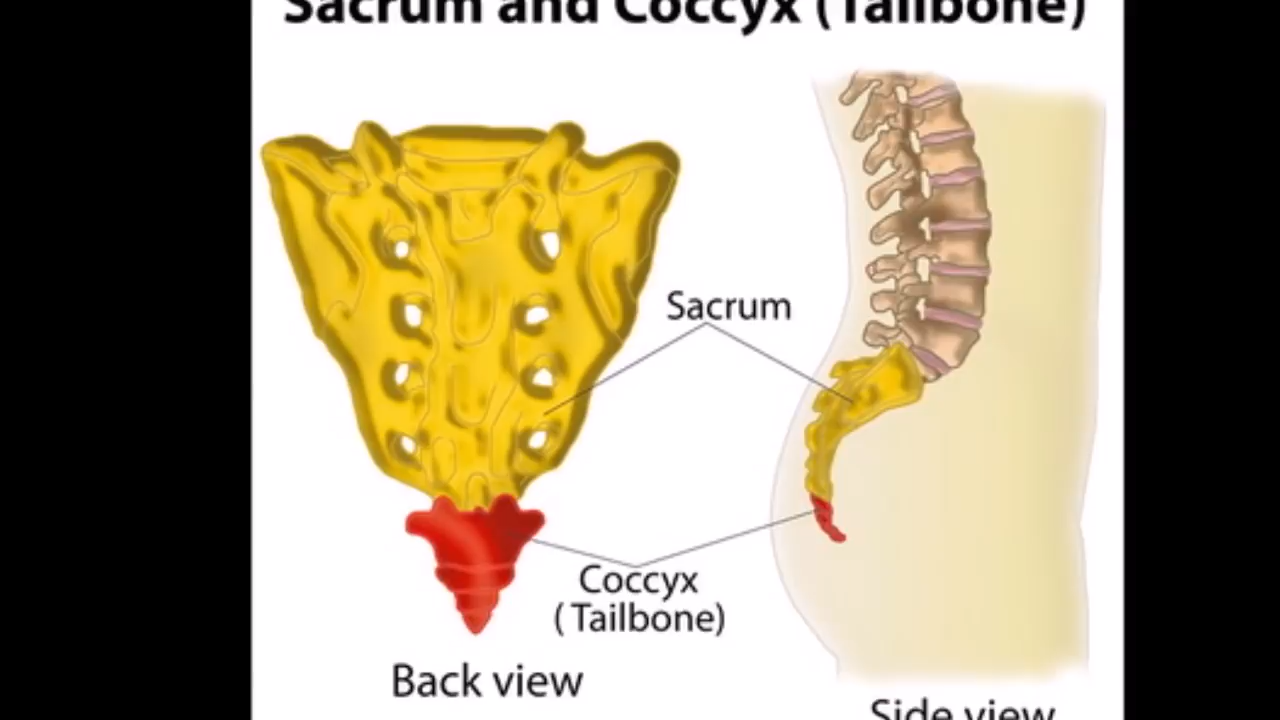 Sacrum and Coccyx (Tailbone)
Sacrum
Coccyx
( Tailbone)
Back view
Side view